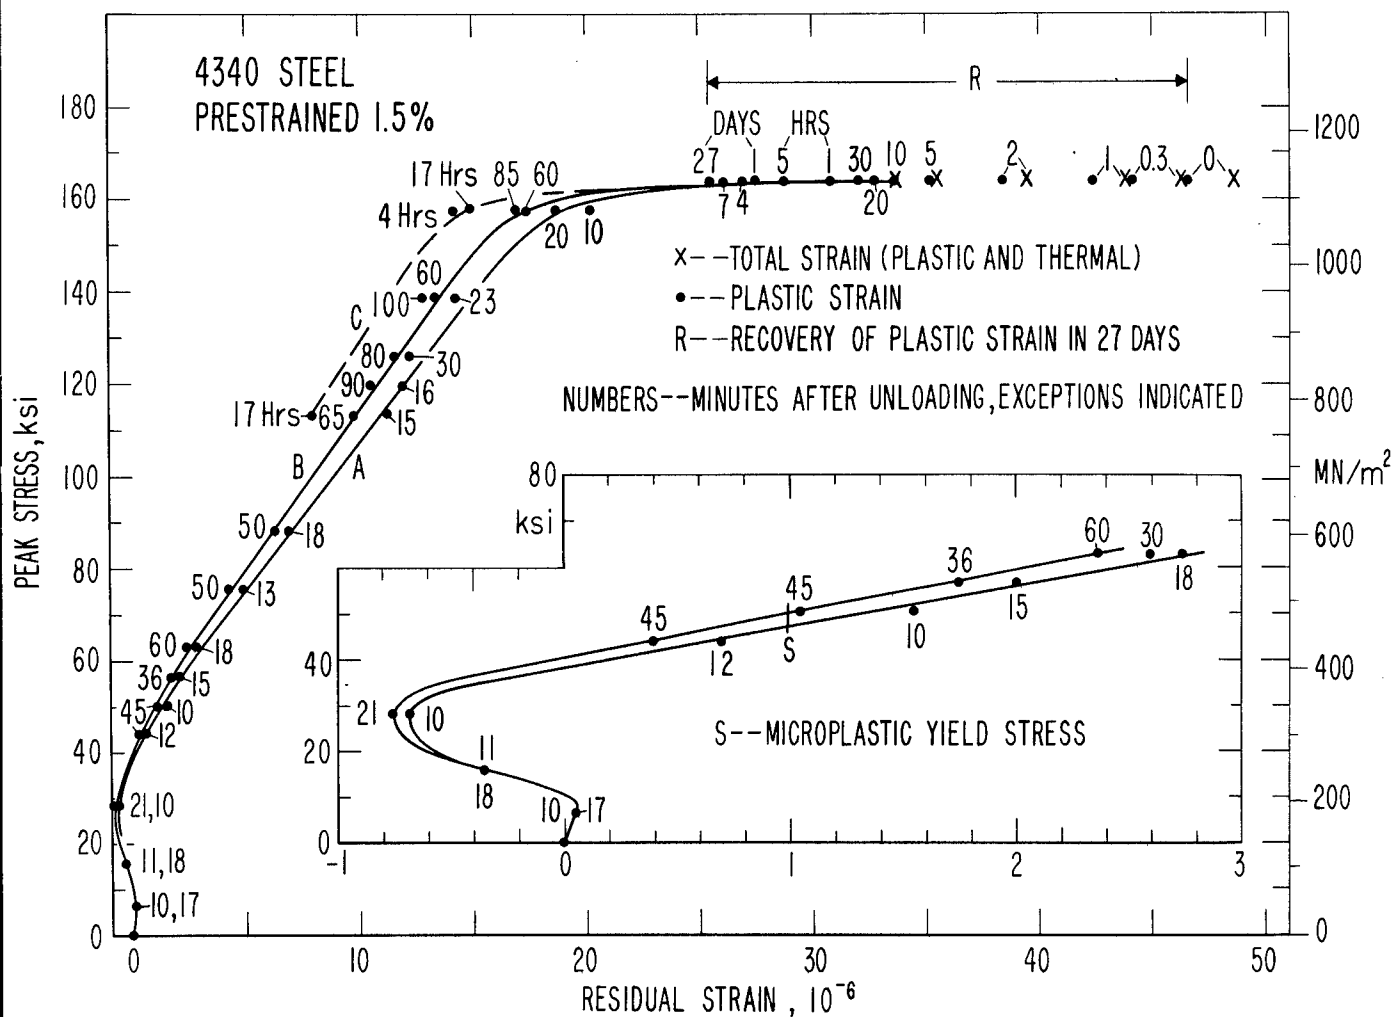 4340 STEEL
PRESTRAINED 1.5%
R
DAYS HRS
27 1 5 1 30 10 5 2 1 0.3 0
7 4 20
17 Hrs 85 60
4 Hrs 20 10
X--TOTAL STRAIN (PLASTIC AND THERMAL)
●--PLASTIC STRAIN
R--RECOVERY OF PLASTIC STRAIN IN 27 DAYS
NUMBERS--MINUTES AFTER UNLOADING, EXCEPTIONS INDICATED
60
100 23
C
80 30
90 16
17 Hrs 65 15
B A
50 18
50 13
60 18
36 15
45 10
12
21,10
11,18
10,17
PEAK STRESS, ksi
180
160
140
120
100
80
60
40
20
0
1200
1000
800
MN/m²
600
400
200
0
80
ksi
40
20
0
60 30
36 18
45 15
45 10
S
12
21 10
11
18
10 17
S--MICROPLASTIC YIELD STRESS
-1 0 1 2 3
0 10 20 30 40 50
RESIDUAL STRAIN, 10⁻⁶